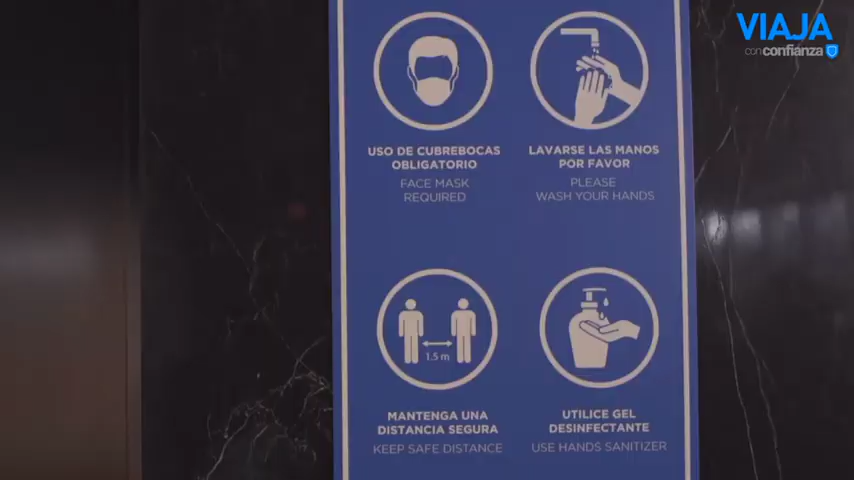 VIAJA
con confianza
USO DE CUBREBOCAS
OBLIGATORIO
FACE MASK
REQUIRED
LAVARSE LAS MANOS
POR FAVOR
PLEASE
WASH YOUR HANDS
1,5 m
MANTENGA UNA
DISTANCIA SEGURA
KEEP SAFE DISTANCE
UTILICE GEL
DESINFECTANTE
USE HANDS SANITIZER